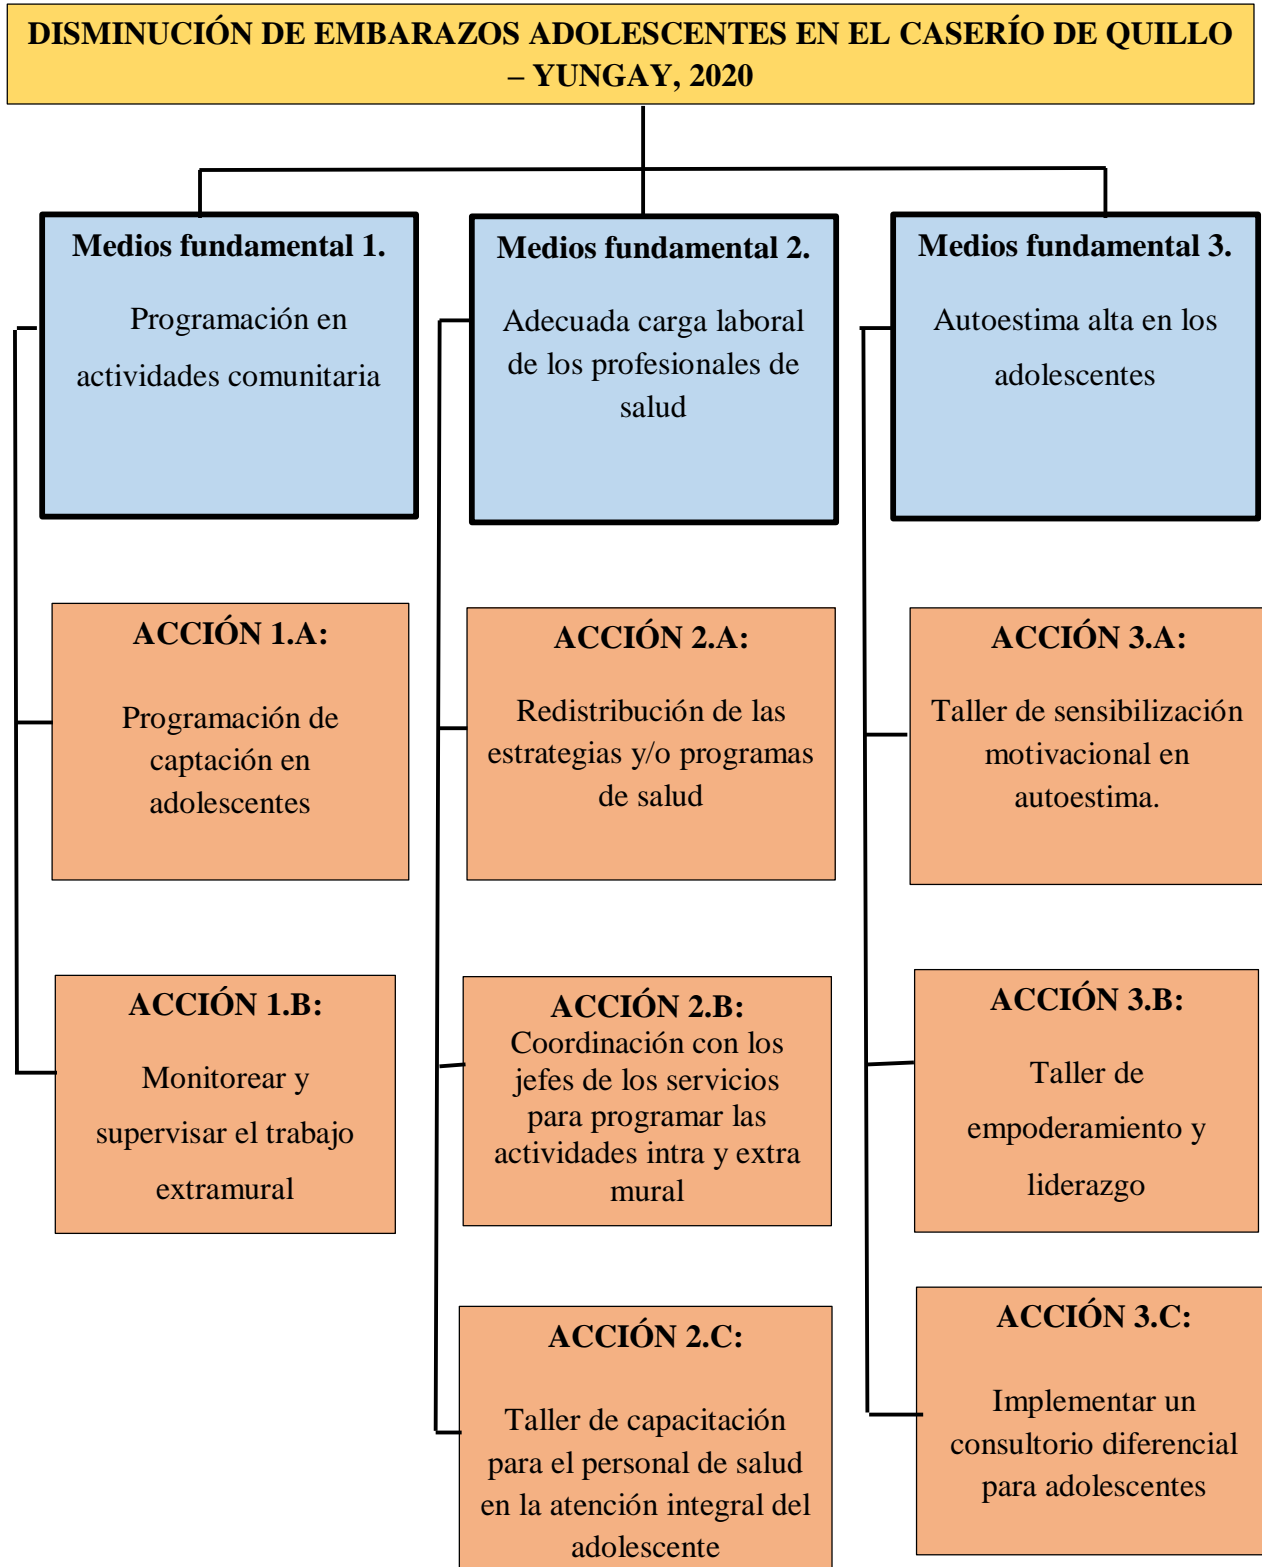 DISMINUCIÓN DE EMBARAZOS ADOLESCENTES EN EL CASERÍO DE QUILLO
– YUNGAY, 2020
Medios fundamental 1.
Programación en
actividades comunitaria
ACCIÓN 1.A:
Programación de
captación en
adolescentes
ACCIÓN 1.B:
Monitorear y
supervisar el trabajo
extramural
Medios fundamental 2.
Adecuada carga laboral
de los profesionales de
salud
ACCIÓN 2.A:
Redistribución de las
estrategias y/o programas
de salud
ACCIÓN 2.B:
Coordinación con los
jefes de los servicios
para programar las
actividades intra y extra
mural
ACCIÓN 2.C:
Taller de capacitación
para el personal de salud
en la atención integral del
adolescente
Medios fundamental 3.
Autoestima alta en los
adolescentes
ACCIÓN 3.A:
Taller de sensibilización
motivacional en
autoestima.
ACCIÓN 3.B:
Taller de
empoderamiento y
liderazgo
ACCIÓN 3.C:
Implementar un
consultorio diferencial
para adolescentes